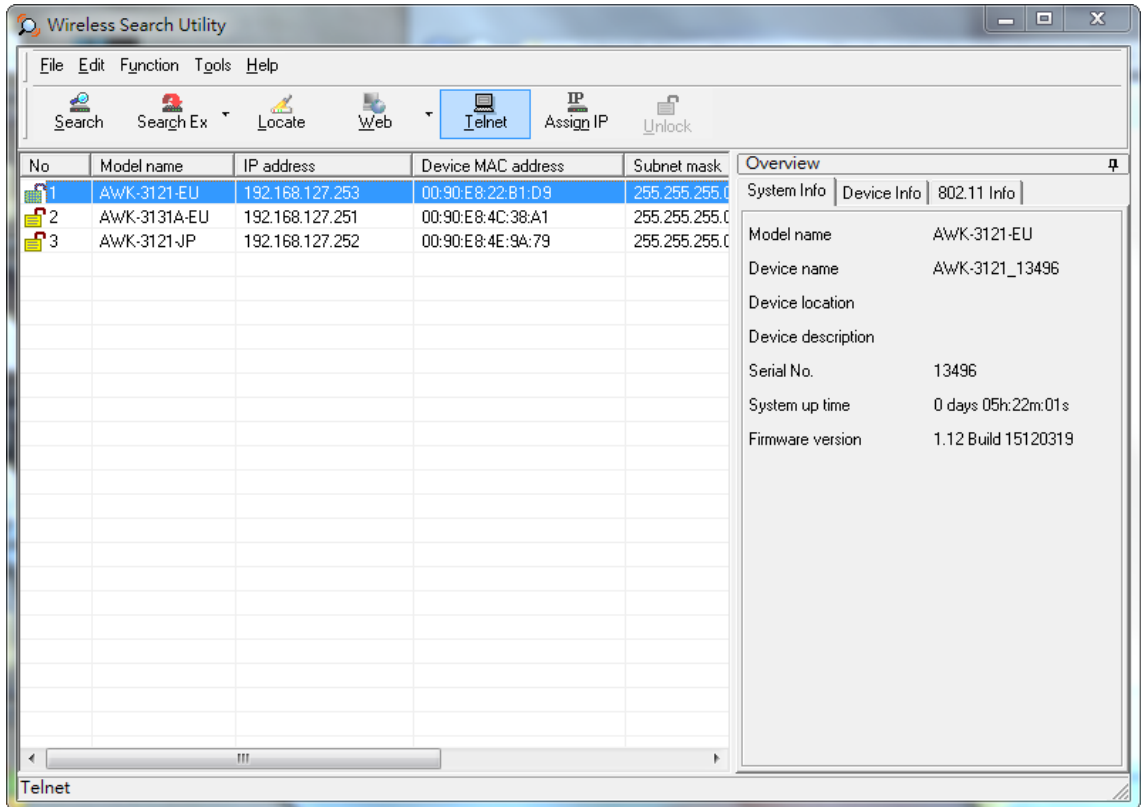 Wireless Search Utility
File Edit Function Tools Help
Search Search Ex Locate Web Telnet IP Assign IP Unlock
No Model name IP address Device MAC address Subnet mask
1 AWK-3121-EU 192.168.127.253 00:90:E8:22:B1:D9 255.255.255.0
2 AWK-3131A-EU 192.168.127.251 00:90:E8:4C:38:A1 255.255.255.0
3 AWK-3121-JP 192.168.127.252 00:90:E8:4E:9A:79 255.255.255.0
Overview
System Info Device Info 802.11 Info
Model name AWK-3121-EU
Device name AWK-3121_13496
Device location
Device description
Serial No. 13496
System up time 0 days 05h:22m:01s
Firmware version 1.12 Build 15120319
Telnet